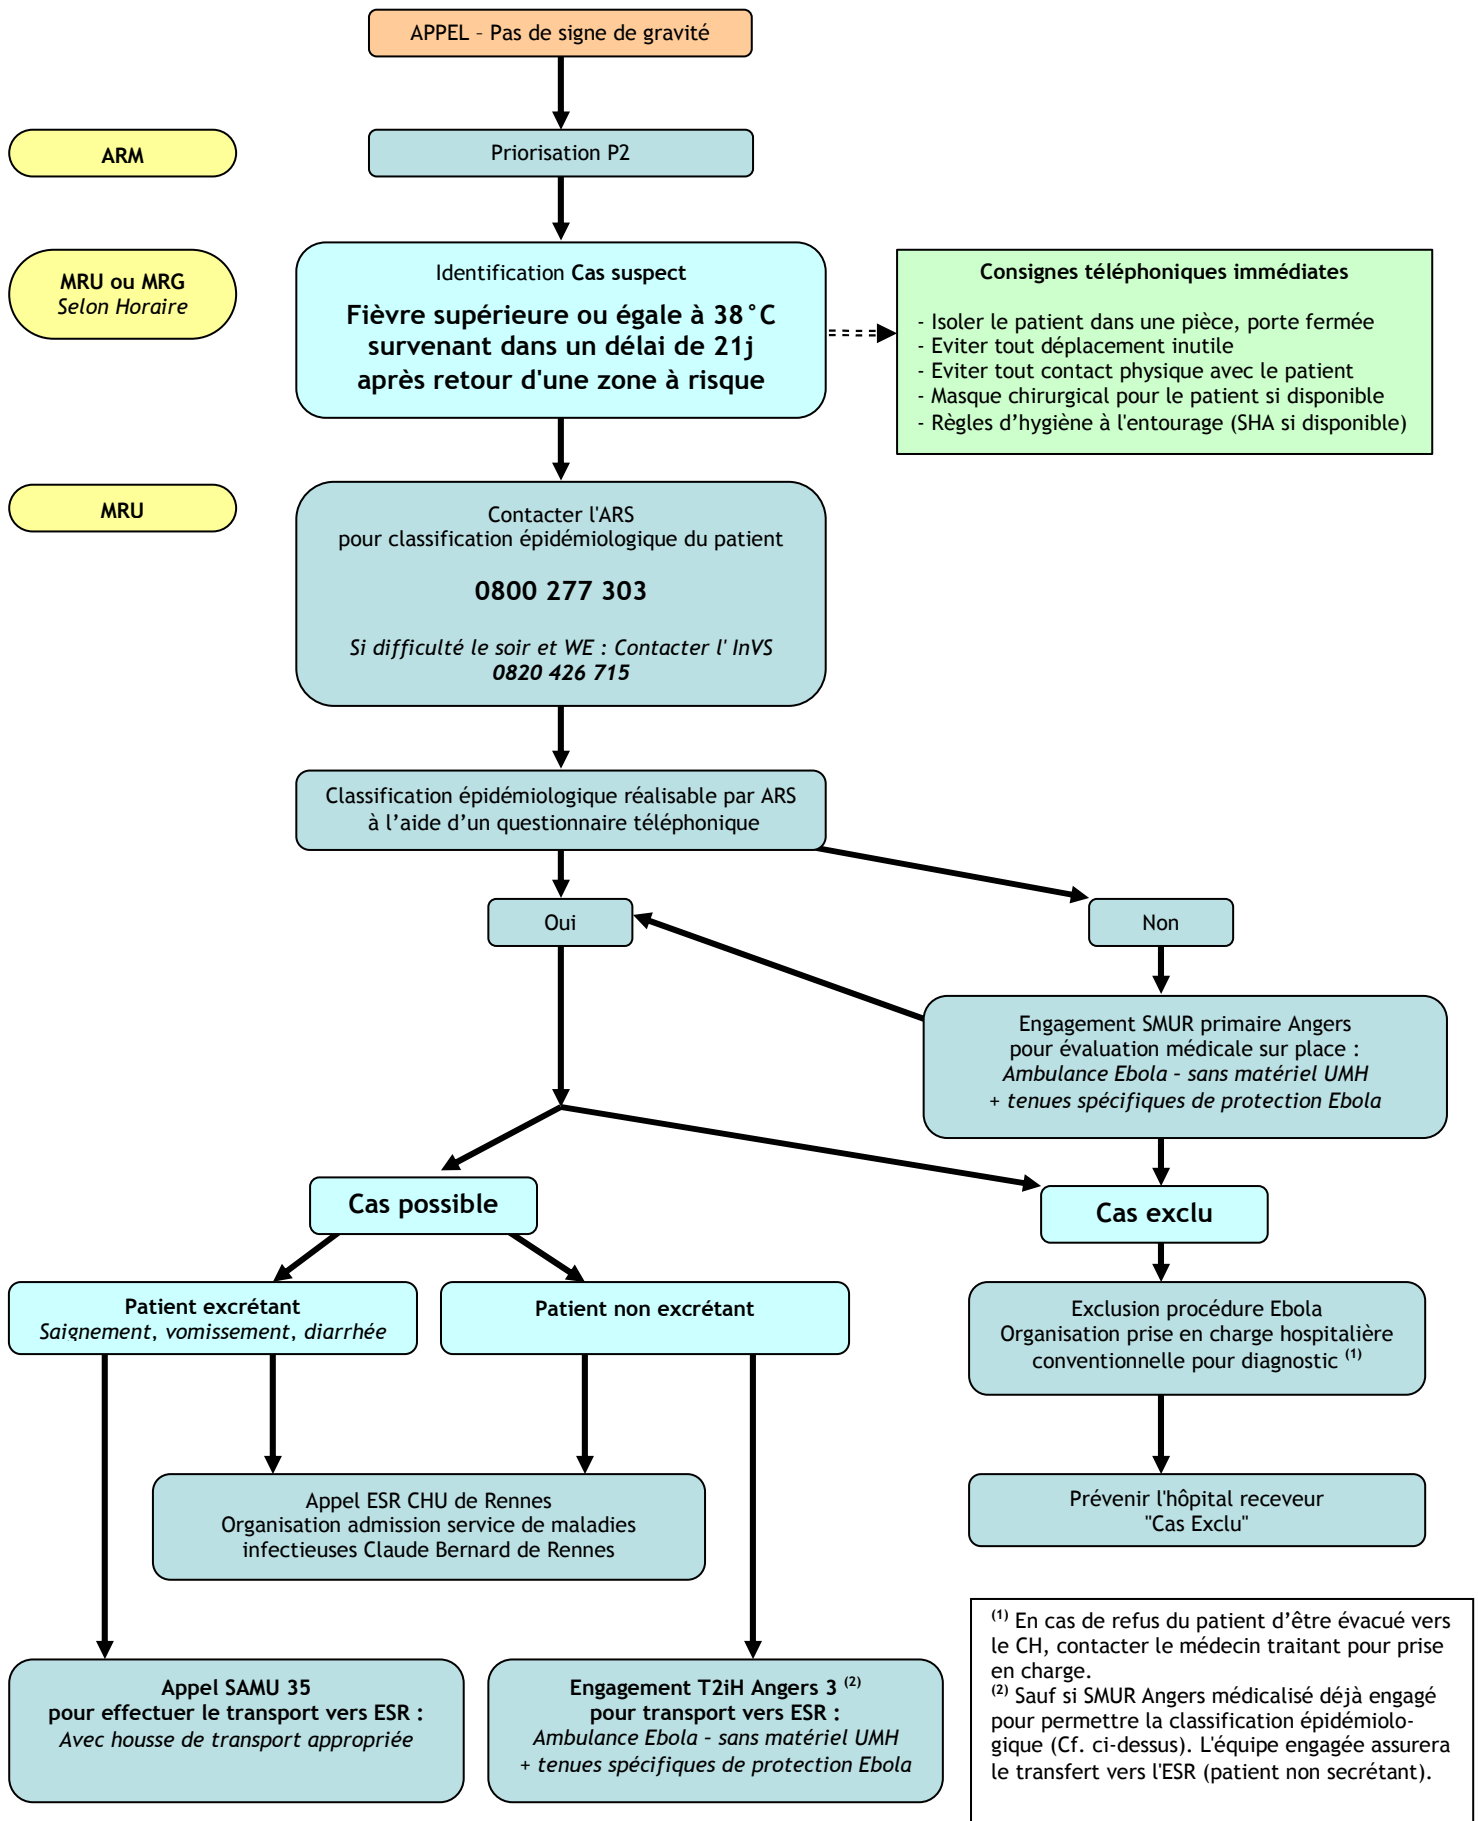 APPEL – Pas de signe de gravité
ARM
Priorisation P2
MRU ou MRG
Selon Horaire
Identification Cas suspect
Fièvre supérieure ou égale à 38°C
survenant dans un délai de 21j
après retour d'une zone à risque
Consignes téléphoniques immédiates
- Isoler le patient dans une pièce, porte fermée
- Eviter tout déplacement inutile
- Eviter tout contact physique avec le patient
- Masque chirurgical pour le patient si disponible
- Règles d’hygiène à l'entourage (SHA si disponible)
MRU
Contacter l'ARS
pour classification épidémiologique du patient
0800 277 303
Si difficulté le soir et WE : Contacter l' InVS
0820 426 715
Classification épidémiologique réalisable par ARS
à l’aide d’un questionnaire téléphonique
Oui
Non
Engagement SMUR primaire Angers
pour évaluation médicale sur place :
Ambulance Ebola – sans matériel UMH
+ tenues spécifiques de protection Ebola
Cas possible
Cas exclu
Patient excrétant
Saignement, vomissement, diarrhée
Patient non excrétant
Exclusion procédure Ebola
Organisation prise en charge hospitalière
conventionnelle pour diagnostic (1)
Appel ESR CHU de Rennes
Organisation admission service de maladies
infectieuses Claude Bernard de Rennes
Prévenir l'hôpital receveur
"Cas Exclu"
Appel SAMU 35
pour effectuer le transport vers ESR :
Avec housse de transport appropriée
Engagement T2iH Angers 3 (2)
pour transport vers ESR :
Ambulance Ebola – sans matériel UMH
+ tenues spécifiques de protection Ebola
(1) En cas de refus du patient d’être évacué vers
le CH, contacter le médecin traitant pour prise
en charge.
(2) Sauf si SMUR Angers médicalisé déjà engagé
pour permettre la classification épidémiolo-
gique (Cf. ci-dessus). L'équipe engagée assurera
le transfert vers l'ESR (patient non secrétant).